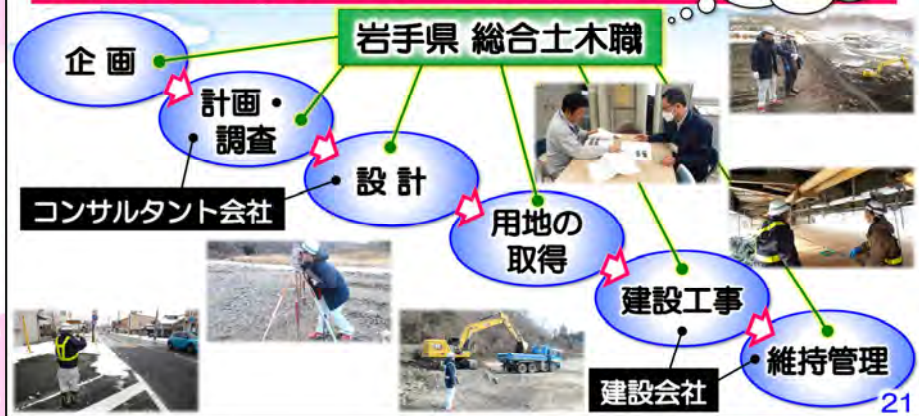 岩手県 総合土木職
企 画
計画・
調査
設 計
コンサルタント会社
用地の
取得
建設工事
建設会社
維持管理
21